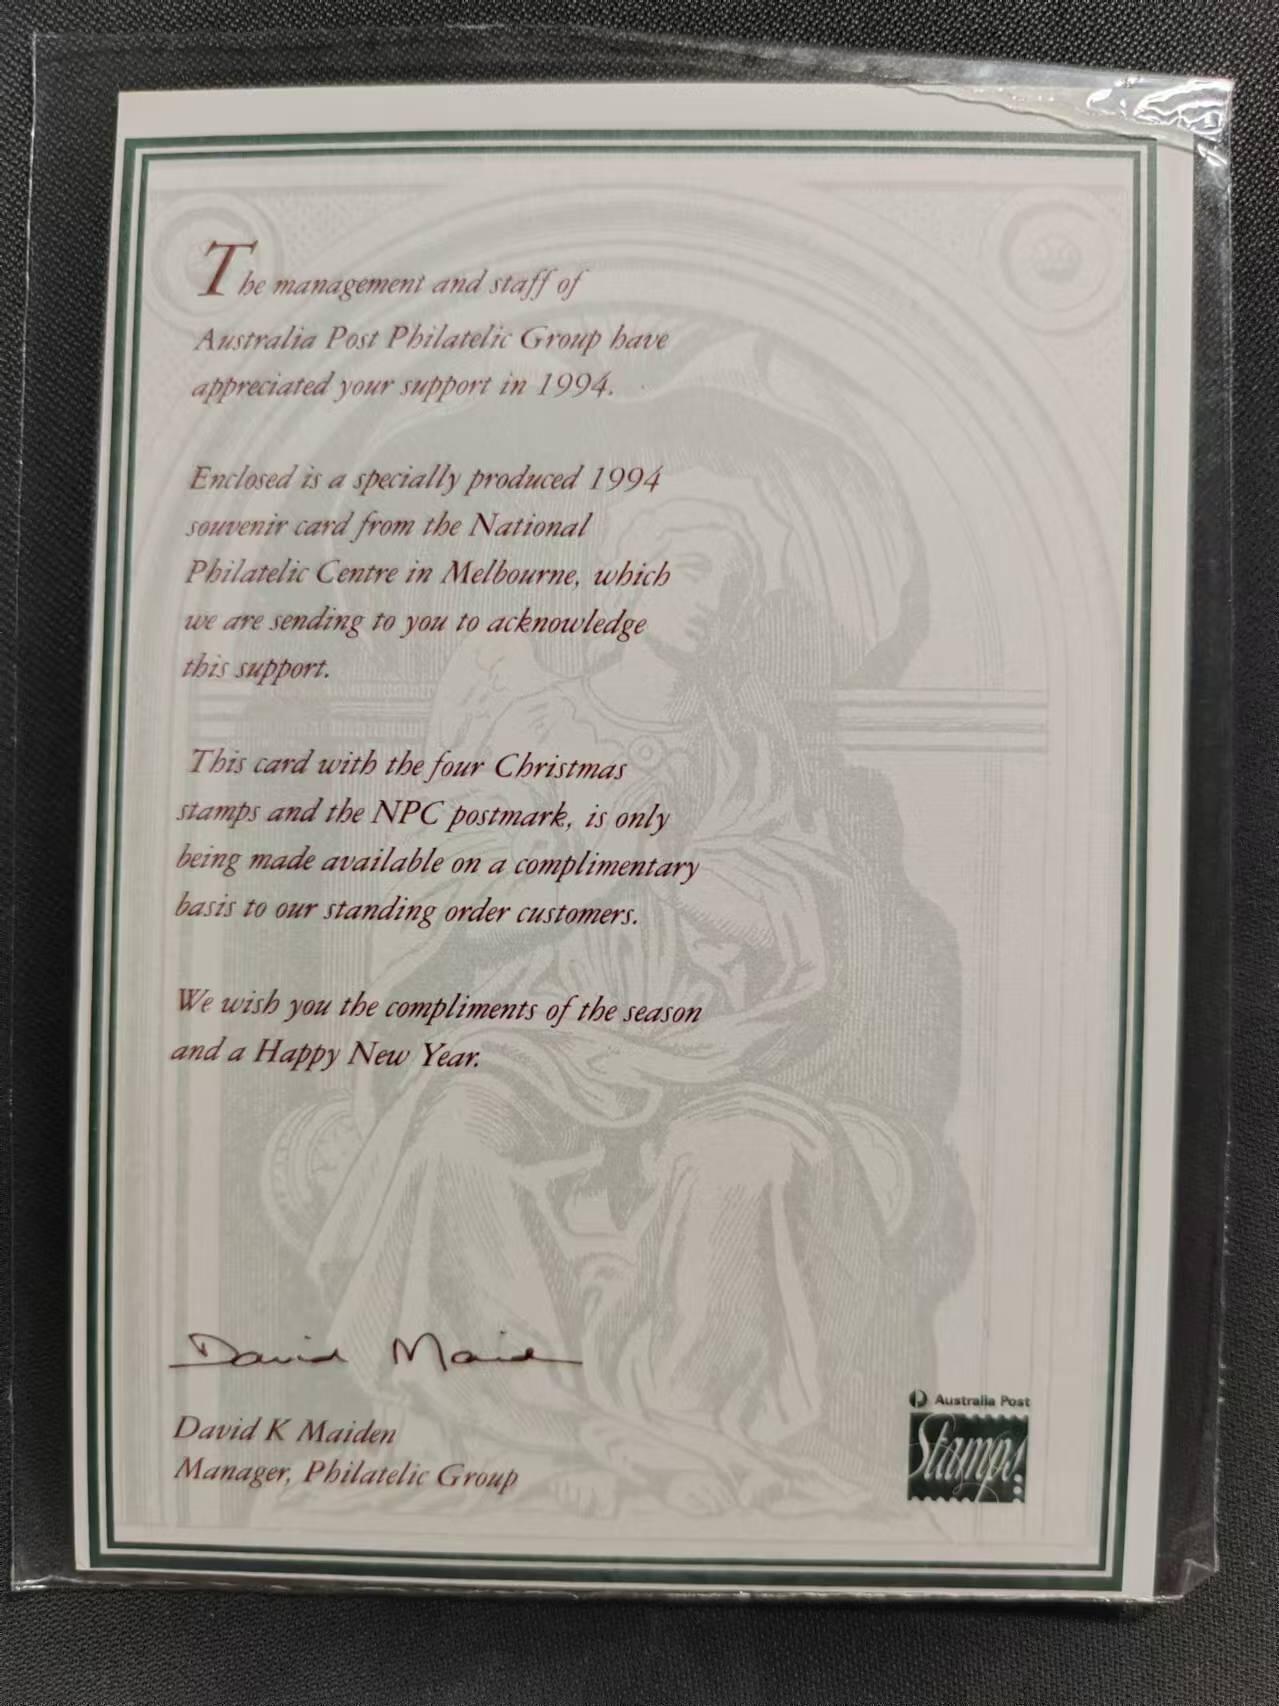 The management and staff of
Australia Post Philatelic Group have
appreciated your support in 1994.
Enclosed is a specially produced 1994
souvenir card from the National
Philatelic Centre in Melbourne, which
we are sending to you to acknowledge
this support.
This card with the four Christmas
stamps and the NPC postmark, is only
being made available on a complimentary
basis to our standing order customers.
We wish you the compliments of the season
and a Happy New Year.
David Maiden
David K Maiden
Manager, Philatelic Group
Australia Post
Stamps